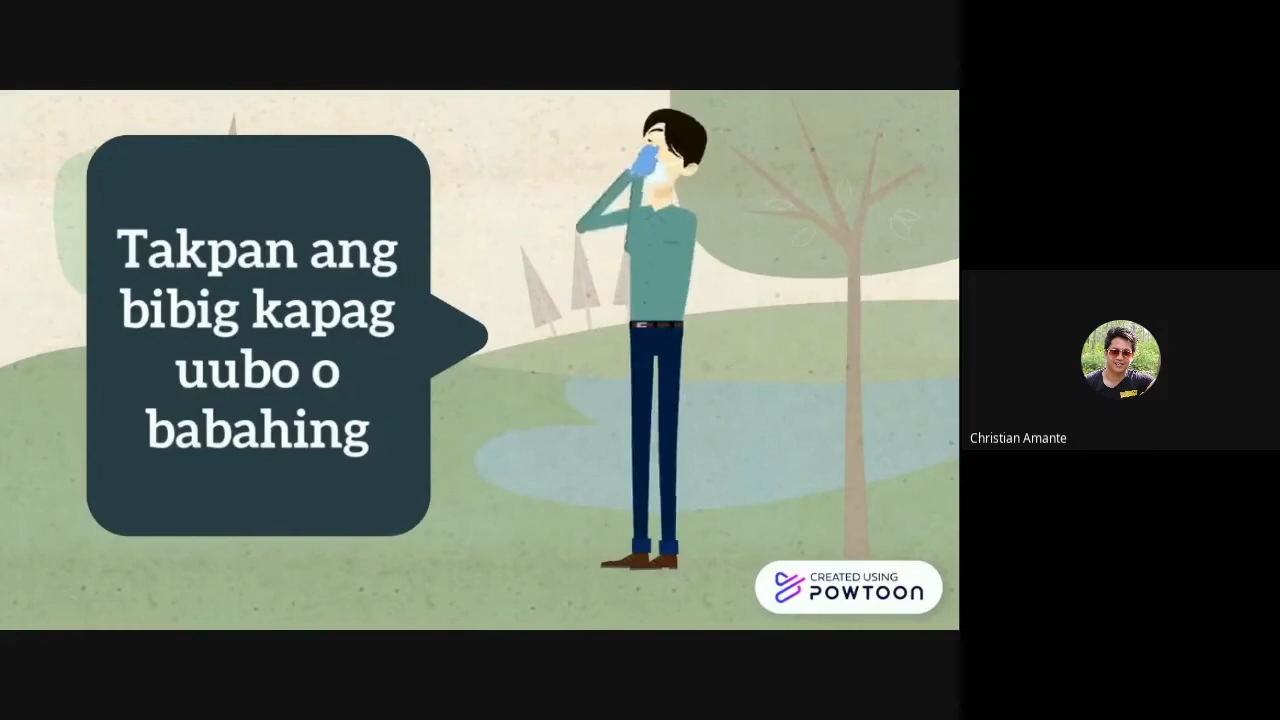 Takpan ang
bibig kapag
uubo o
babahing
CREATED USING
POWTOON
Christian Amante